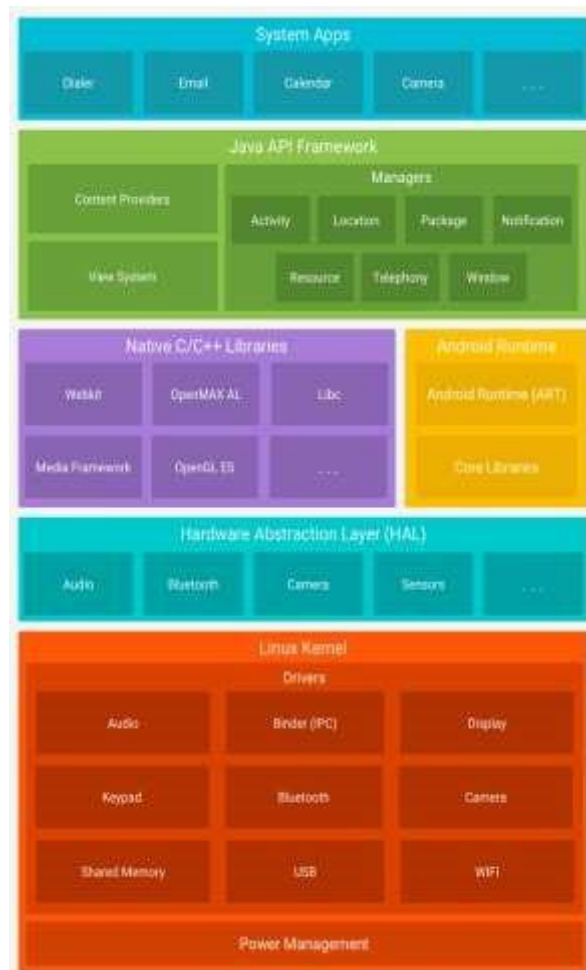 System Apps
Dialer Email Calendar Camera . . .
Java API Framework
Content Providers
View System
Managers
Activity Location Package Notification
Resource Telephony Window
Native C/C++ Libraries
Webkit OpenMAX AL Libc
Media Framework OpenGL ES . . .
Android Runtime
Android Runtime (ART)
Core Libraries
Hardware Abstraction Layer (HAL)
Audio Bluetooth Camera Sensors . . .
Linux Kernel
Drivers
Audio Binder (IPC) Display
Keypad Bluetooth Camera
Shared Memory USB WIFI
Power Management